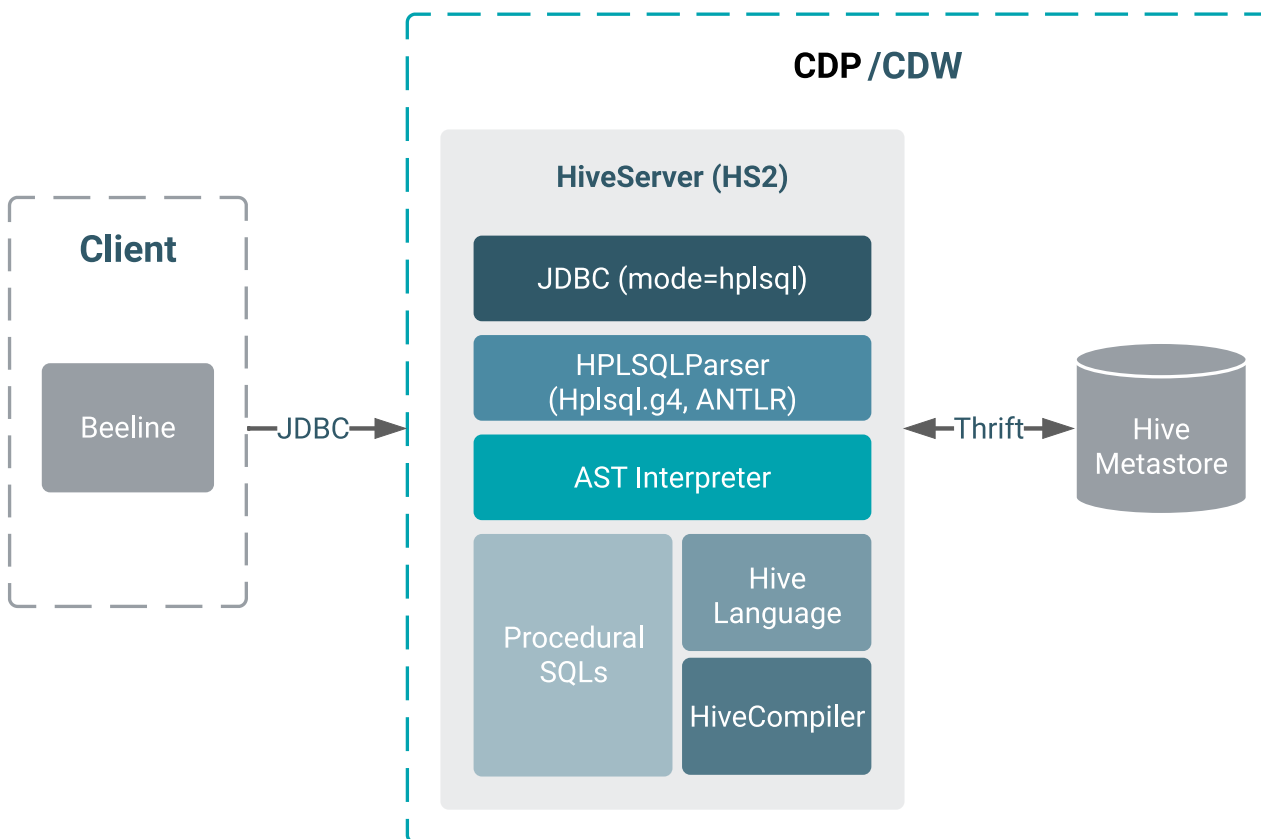 CDP /CDW
HiveServer (HS2)
Client
JDBC (mode=hplsql)
HPLSQLParser
(Hplsql.g4, ANTLR)
Beeline
JDBC
Thrift
Hive
Metastore
AST Interpreter
Procedural
SQLs
Hive
Language
HiveCompiler